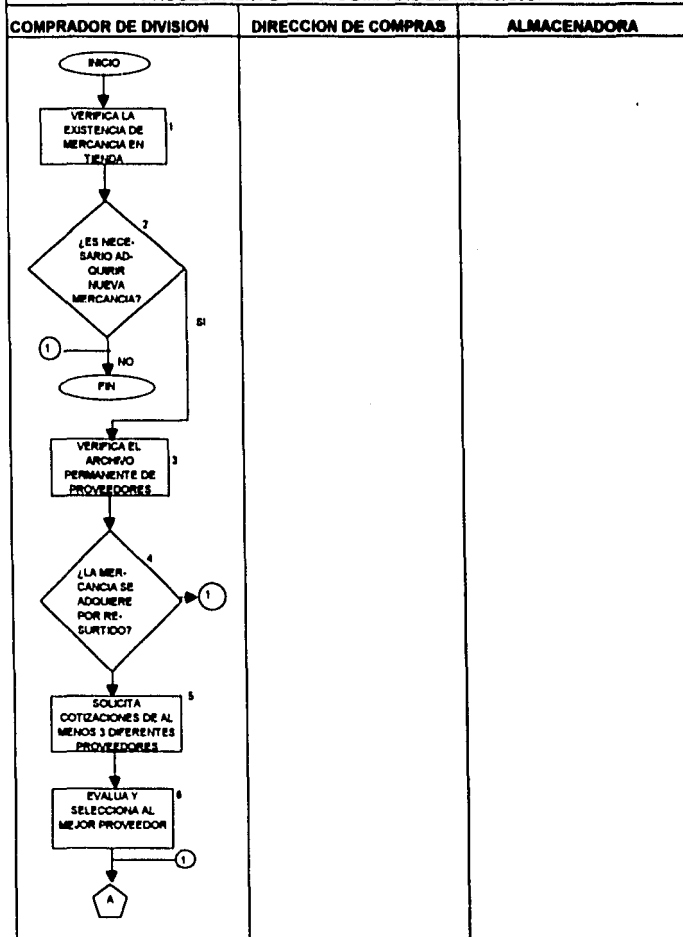 COMPRADOR DE DIVISION
DIRECCION DE COMPRAS
ALMACENADORA
INICIO
VERIFICA LA
EXISTENCIA DE
MERCANCIA EN
TIENDA
1
2
¿ES NECE-
SARIO AD-
QUIRIR
NUEVA
MERCANCIA?
SI
1
NO
FIN
VERIFICA EL
ARCHIVO
PERMANENTE DE
PROVEEDORES
3
4
¿LA MER-
CANCIA SE
ADQUIERE
POR RE-
SURTIDO?
1
5
SOLICITA
COTIZACIONES DE AL
MENOS 3 DIFERENTES
PROVEEDORES
6
EVALUA Y
SELECCIONA AL
MEJOR PROVEEDOR
1
A